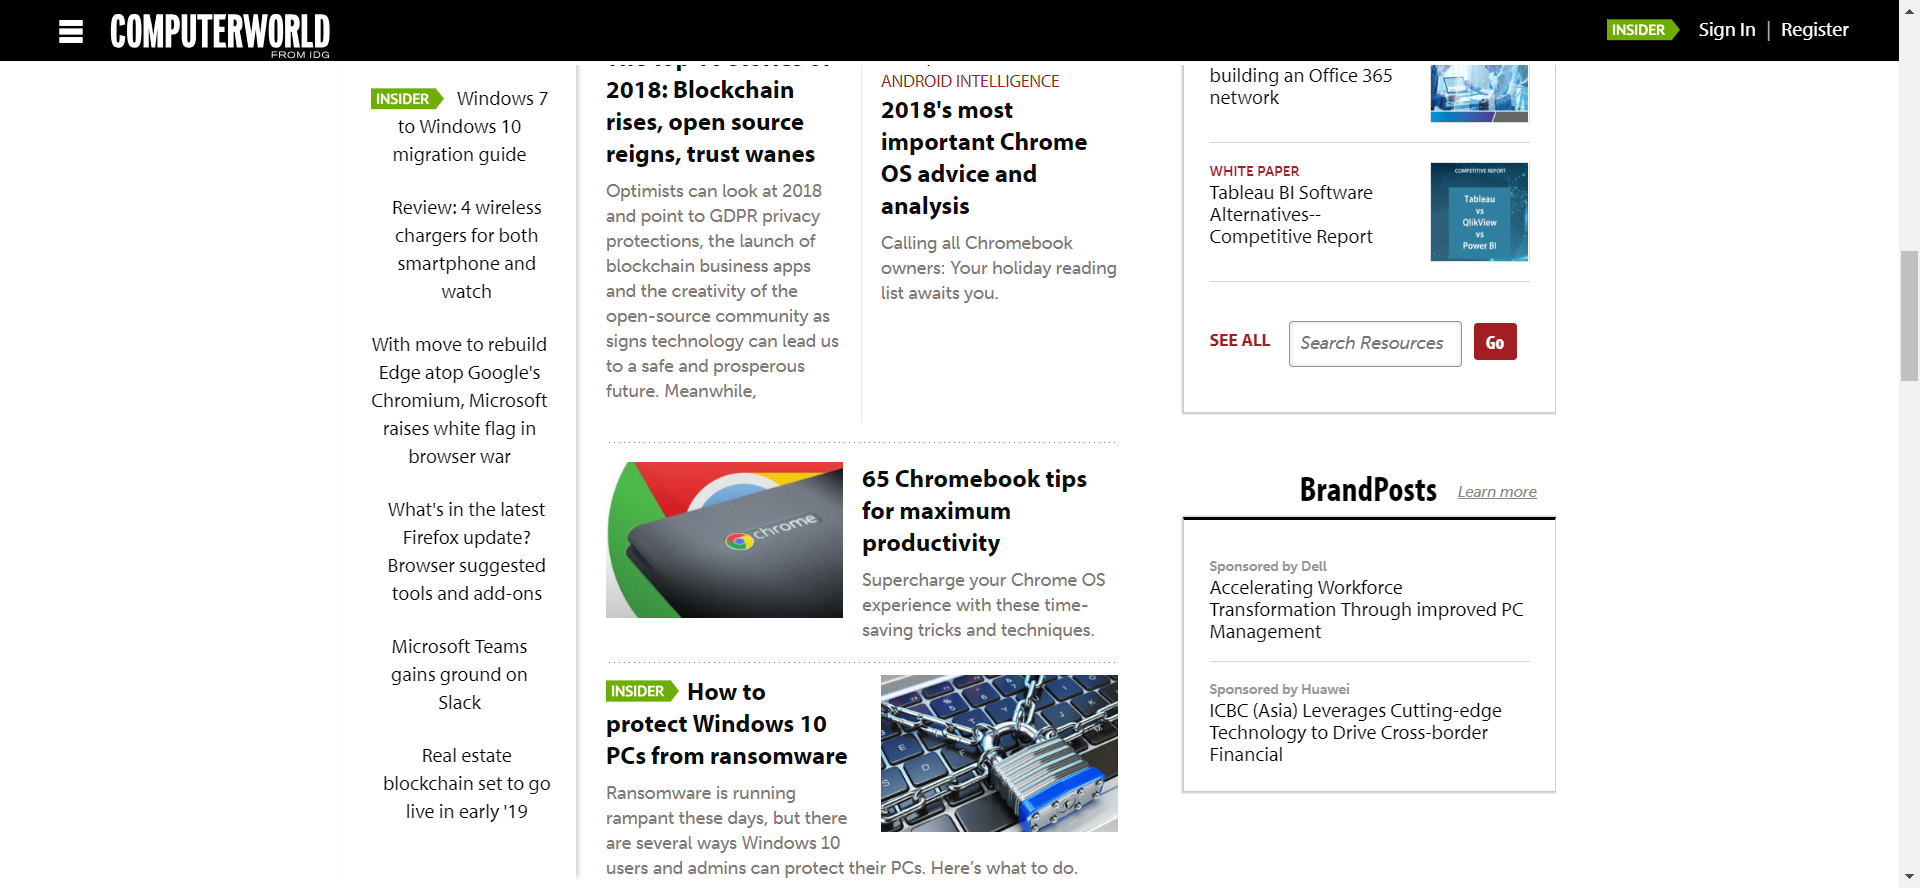 COMPUTERWORLD
FROM IDG
INSIDER Sign In | Register
INSIDER Windows 7
to Windows 10
migration guide
Review: 4 wireless
chargers for both
smartphone and
watch
With move to rebuild
Edge atop Google's
Chromium, Microsoft
raises white flag in
browser war
What's in the latest
Firefox update?
Browser suggested
tools and add-ons
Microsoft Teams
gains ground on
Slack
Real estate
blockchain set to go
live in early '19
2018: Blockchain
rises, open source
reigns, trust wanes
Optimists can look at 2018
and point to GDPR privacy
protections, the launch of
blockchain business apps
and the creativity of the
open-source community as
signs technology can lead us
to a safe and prosperous
future. Meanwhile,
ANDROID INTELLIGENCE
2018's most
important Chrome
OS advice and
analysis
Calling all Chromebook
owners: Your holiday reading
list awaits you.
chrome
65 Chromebook tips
for maximum
productivity
Supercharge your Chrome OS
experience with these time-
saving tricks and techniques.
INSIDER How to
protect Windows 10
PCs from ransomware
Ransomware is running
rampant these days, but there
are several ways Windows 10
users and admins can protect their PCs. Here’s what to do.
building an Office 365
network
WHITE PAPER
Tableau BI Software
Alternatives--
Competitive Report
COMPETITIVE REPORT
Tableau
vs
QlikView
vs
Power BI
SEE ALL Search Resources Go
BrandPosts Learn more
Sponsored by Dell
Accelerating Workforce
Transformation Through improved PC
Management
Sponsored by Huawei
ICBC (Asia) Leverages Cutting-edge
Technology to Drive Cross-border
Financial